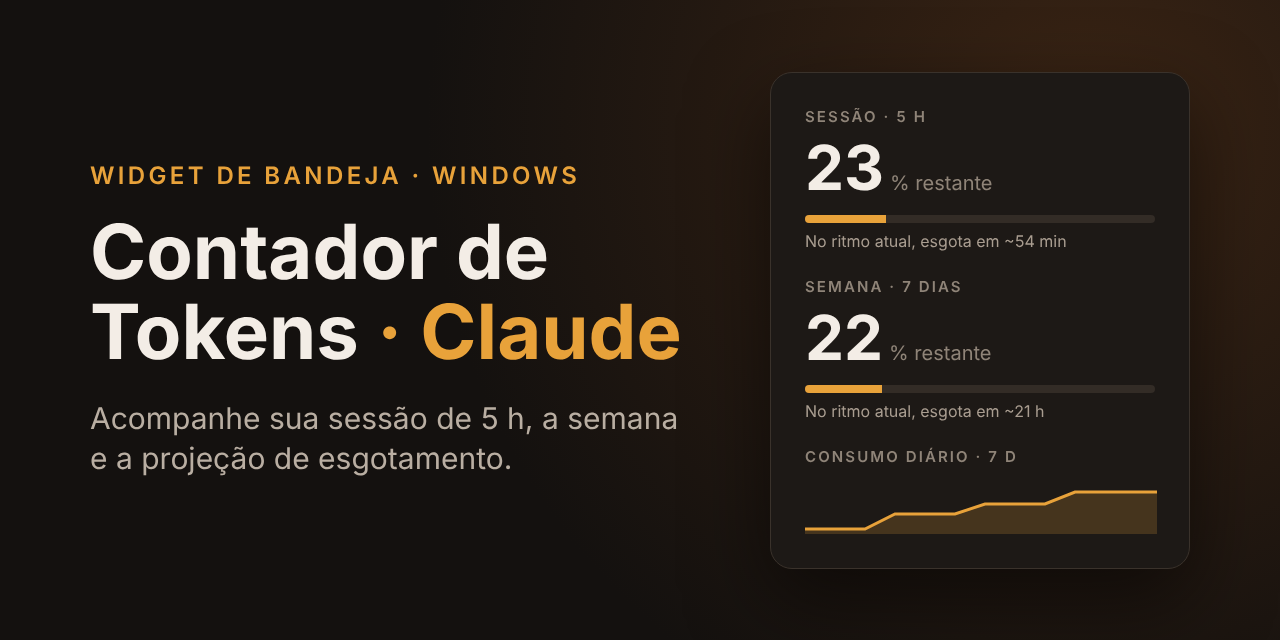 WIDGET DE BANDEJA · WINDOWS
Contador de
Tokens · Claude
Acompanhe sua sessão de 5 h, a semana
e a projeção de esgotamento.
SESSÃO · 5 H
23 % restante
No ritmo atual, esgota em ~54 min
SEMANA · 7 DIAS
22 % restante
No ritmo atual, esgota em ~21 h
CONSUMO DIÁRIO · 7 D